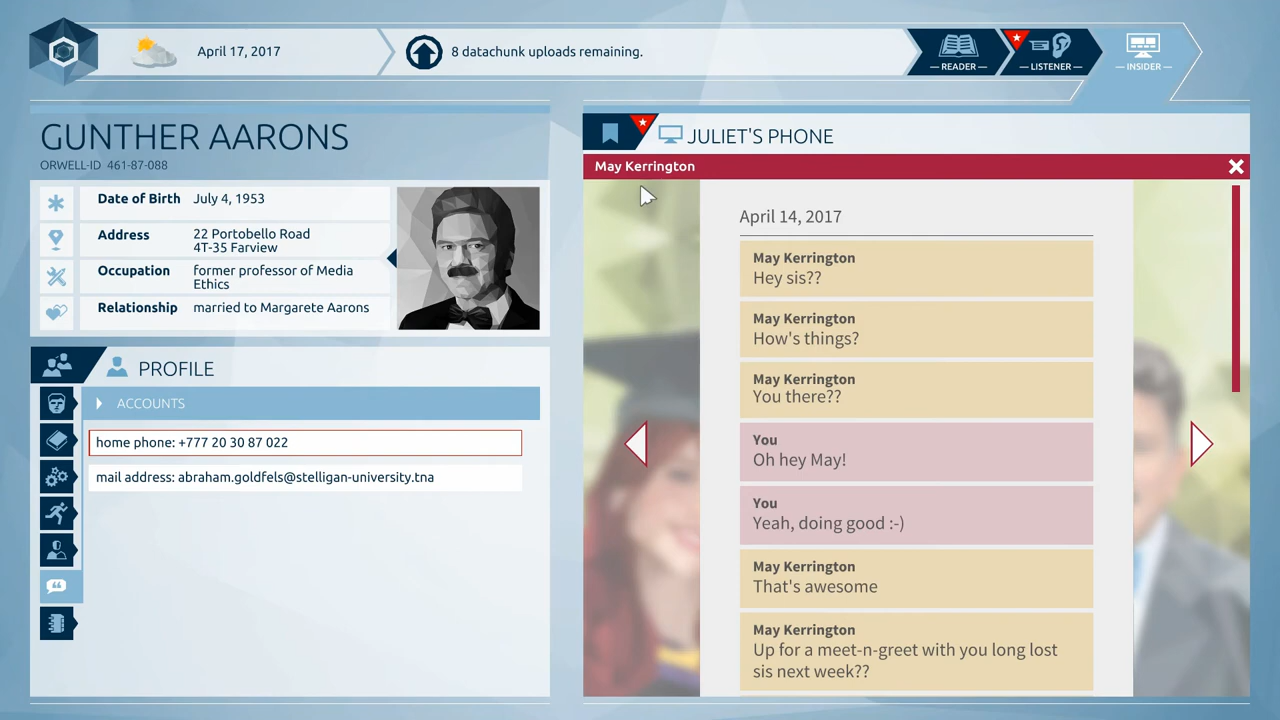 April 17, 2017
8 datachunk uploads remaining.
— READER —
— LISTENER —
— INSIDER —
GUNTHER AARONS
ORWELL-ID 461-87-088
Date of Birth July 4, 1953
Address 22 Portobello Road
4T-35 Farview
Occupation former professor of Media
Ethics
Relationship married to Margarete Aarons
PROFILE
ACCOUNTS
home phone: +777 20 30 87 022
mail address: abraham.goldfels@stelligan-university.tna
JULIET'S PHONE
May Kerrington
April 14, 2017
May Kerrington
Hey sis??
May Kerrington
How's things?
May Kerrington
You there??
You
Oh hey May!
You
Yeah, doing good :-)
May Kerrington
That's awesome
May Kerrington
Up for a meet-n-greet with you long lost
sis next week??